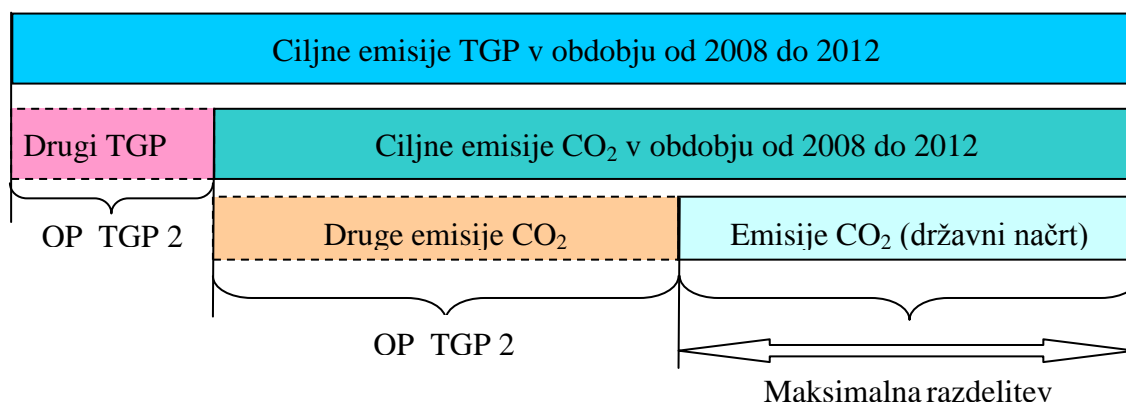 Ciljne emisije TGP v obdobju od 2008 do 2012
Drugi TGP
Ciljne emisije CO₂ v obdobju od 2008 do 2012
OP TGP 2
Druge emisije CO₂
Emisije CO₂ (državni načrt)
OP TGP 2
Maksimalna razdelitev